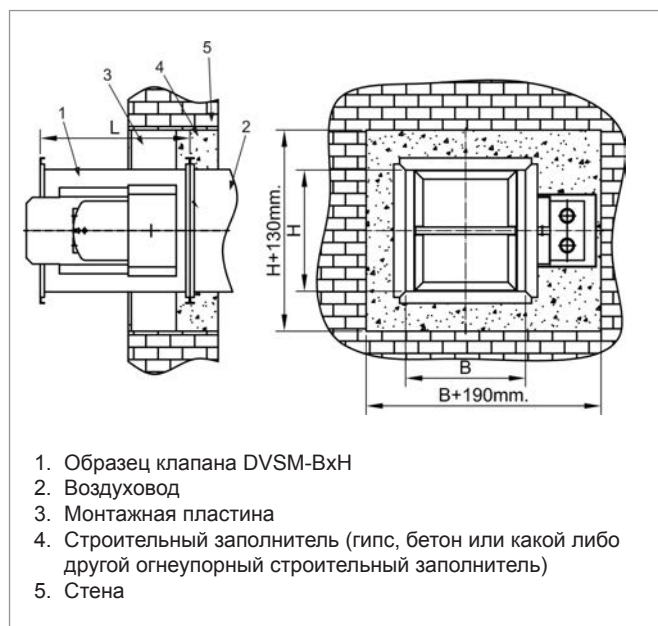 5
4
3
1
L
2
H+130mm.
H
B
B+190mm.
1. Образец клапана DVSM-BxH
2. Воздуховод
3. Монтажная пластина
4. Строительный заполнитель (гипс, бетон или какой либо
другой огнеупорный строительный заполнитель)
5. Стена